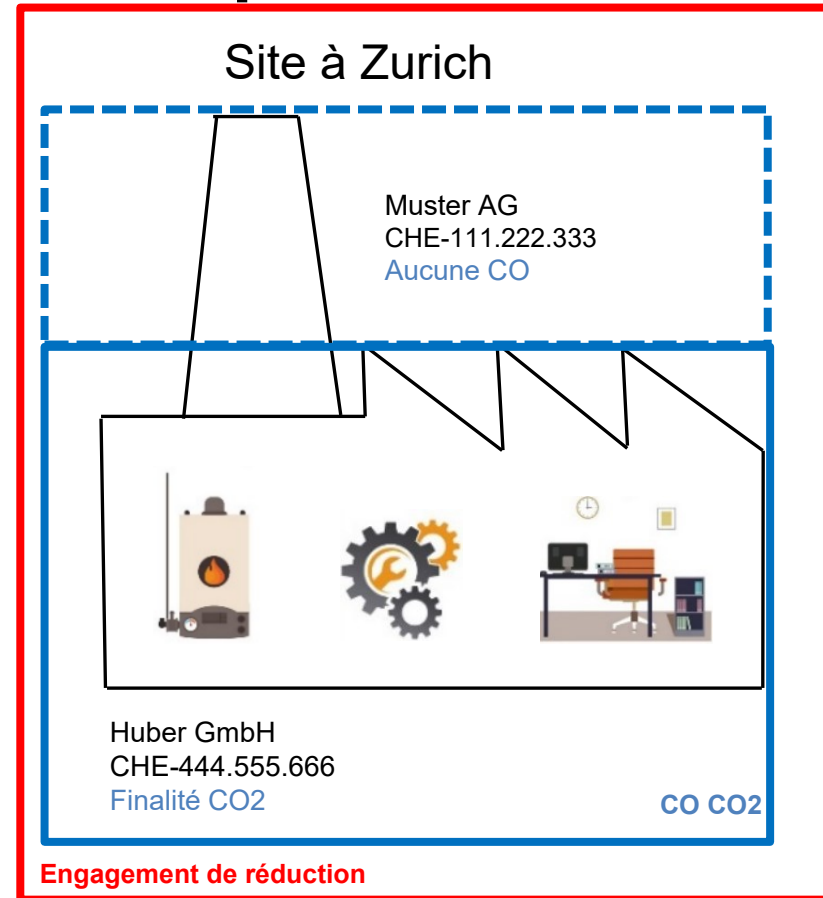 Site à Zurich
Muster AG
CHE-111.222.333
Aucune CO
Huber GmbH
CHE-444.555.666
Finalité CO2
CO CO2
Engagement de réduction